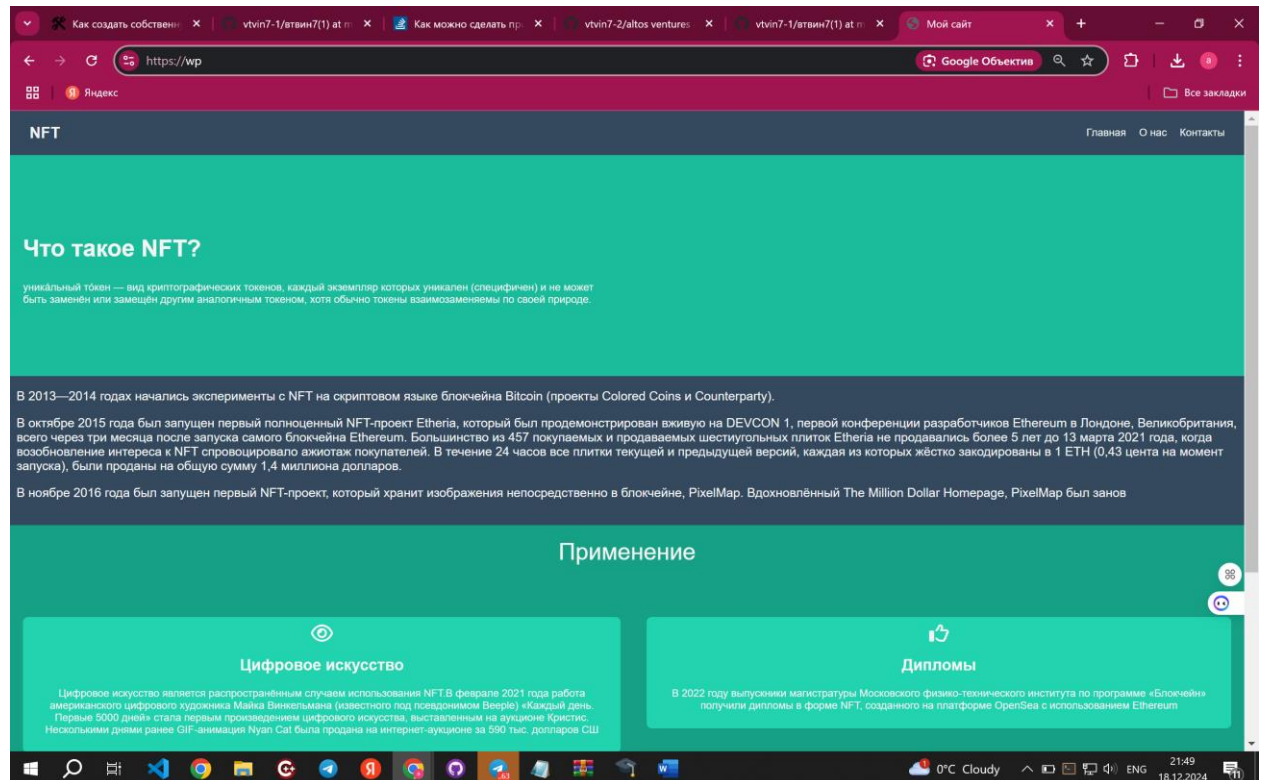 Как создать собственн
vtvin7-1/втвин7(1) at m
Как можно сделать пр
vtvin7-2/altos ventures
vtvin7-1/втвин7(1) at m
Мой сайт
https://wp
Google Объектив
a
Я Яндекс
Все закладки
NFT
Главная О нас Контакты
Что такое NFT?
уника́льный то́кен — вид криптографических токенов, каждый экземпляр которых уникален (специфичен) и не может
быть заменён или замещён другим аналогичным токеном, хотя обычно токены взаимозаменяемы по своей природе.
В 2013—2014 годах начались эксперименты с NFT на скриптовом языке блокчейна Bitcoin (проекты Colored Coins и Counterparty).
В октябре 2015 года был запущен первый полноценный NFT-проект Etheria, который был продемонстрирован вживую на DEVCON 1, первой конференции разработчиков Ethereum в Лондоне, Великобритания,
всего через три месяца после запуска самого блокчейна Ethereum. Большинство из 457 покупаемых и продаваемых шестиугольных плиток Etheria не продавались более 5 лет до 13 марта 2021 года, когда
возобновление интереса к NFT спровоцировало ажиотаж покупателей. В течение 24 часов все плитки текущей и предыдущей версий, каждая из которых жёстко закодированы в 1 ETH (0,43 цента на момент
запуска), были проданы на общую сумму 1,4 миллиона долларов.
В ноябре 2016 года был запущен первый NFT-проект, который хранит изображения непосредственно в блокчейне, PixelMap. Вдохновлённый The Million Dollar Homepage, PixelMap был занов
Применение
Цифровое искусство
Цифровое искусство является распространённым случаем использования NFT.В феврале 2021 года работа
американского цифрового художника Майка Винкельмана (известного под псевдонимом Beeple) «Каждый день.
Первые 5000 дней» стала первым произведением цифрового искусства, выставленным на аукционе Кристис.
Несколькими днями ранее GIF-анимация Nyan Cat была продана на интернет-аукционе за 590 тыс. долларов СШ
Дипломы
В 2022 году выпускники магистратуры Московского физико-технического института по программе «Блокчейн»
получили дипломы в форме NFT, созданного на платформе OpenSea с использованием Ethereum
0°C Cloudy
ENG
21:49
18.12.2024